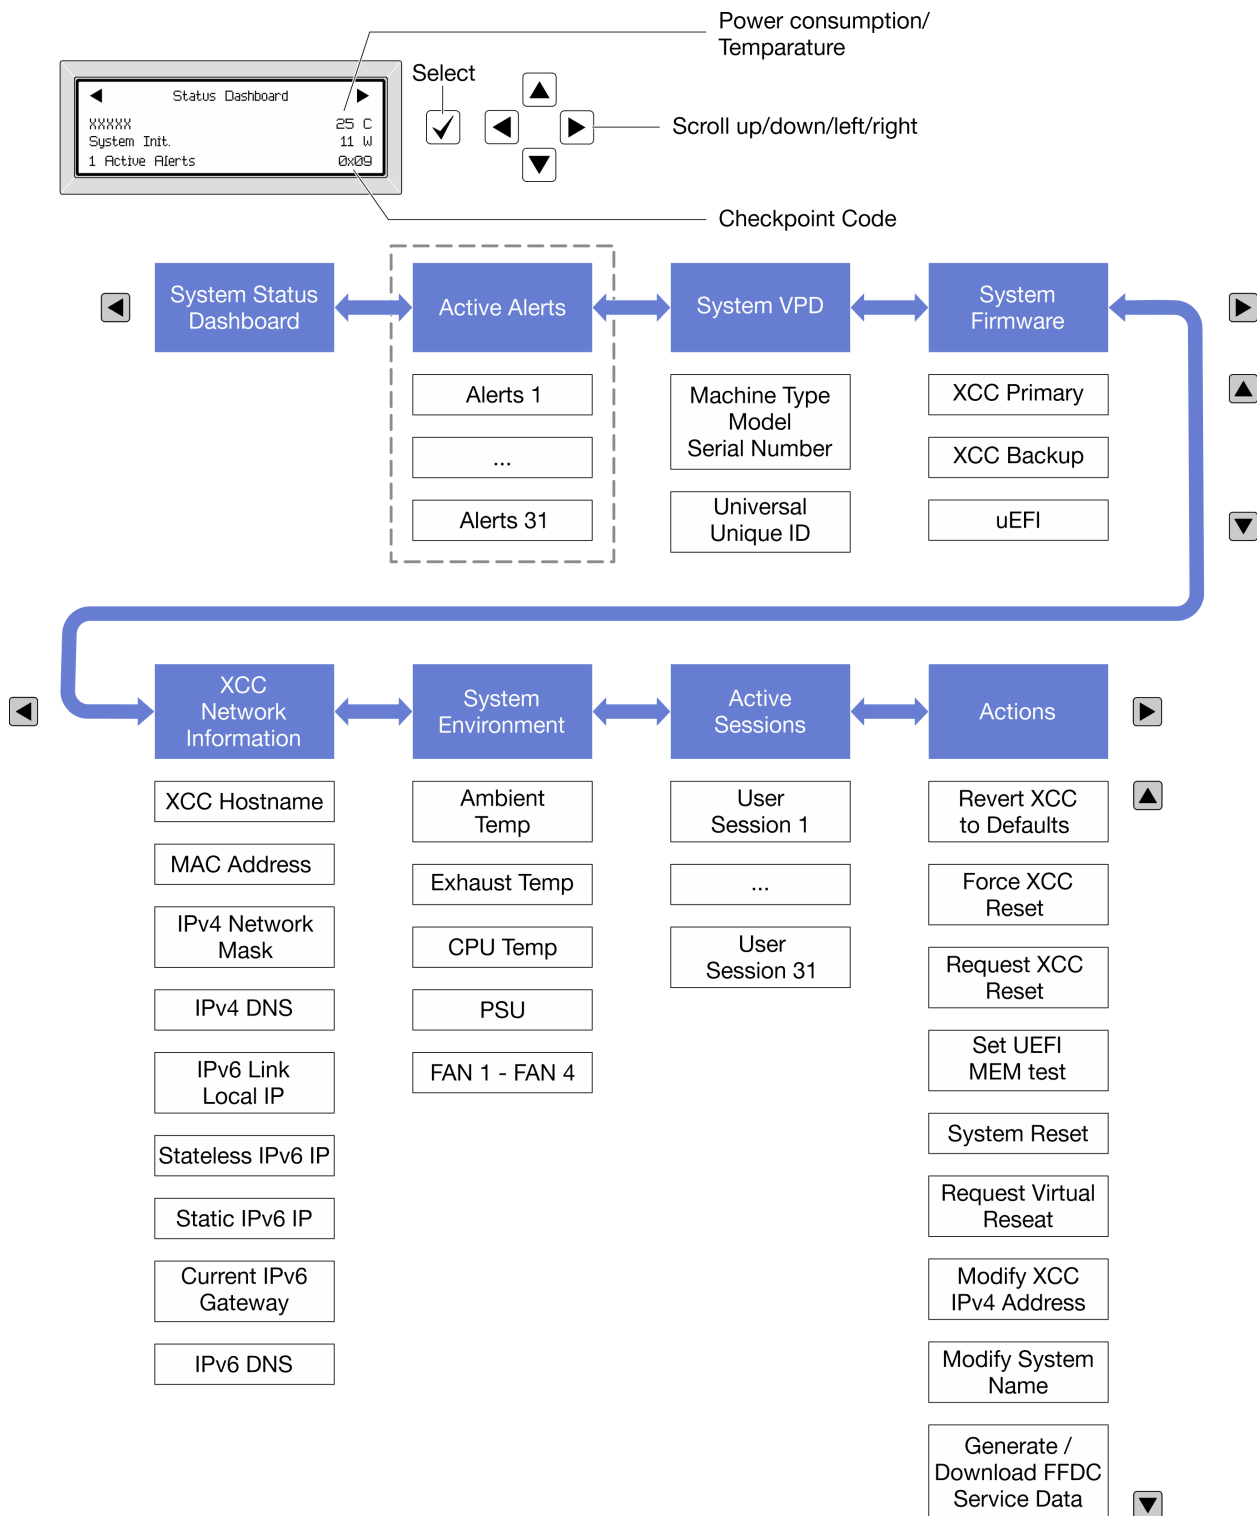 Power consumption/
Temparature
Select
Status Dashboard
XXXXX 25 C
System Init. 11 W
1 Active Alerts 0x09
Scroll up/down/left/right
Checkpoint Code
System Status
Dashboard
Active Alerts
System VPD
System
Firmware
Alerts 1
...
Alerts 31
Machine Type
Model
Serial Number
Universal
Unique ID
XCC Primary
XCC Backup
uEFI
XCC
Network
Information
System
Environment
Active
Sessions
Actions
XCC Hostname
MAC Address
IPv4 Network
Mask
IPv4 DNS
IPv6 Link
Local IP
Stateless IPv6 IP
Static IPv6 IP
Current IPv6
Gateway
IPv6 DNS
Ambient
Temp
Exhaust Temp
CPU Temp
PSU
FAN 1 - FAN 4
User
Session 1
...
User
Session 31
Revert XCC
to Defaults
Force XCC
Reset
Request XCC
Reset
Set UEFI
MEM test
System Reset
Request Virtual
Reseat
Modify XCC
IPv4 Address
Modify System
Name
Generate /
Download FFDC
Service Data